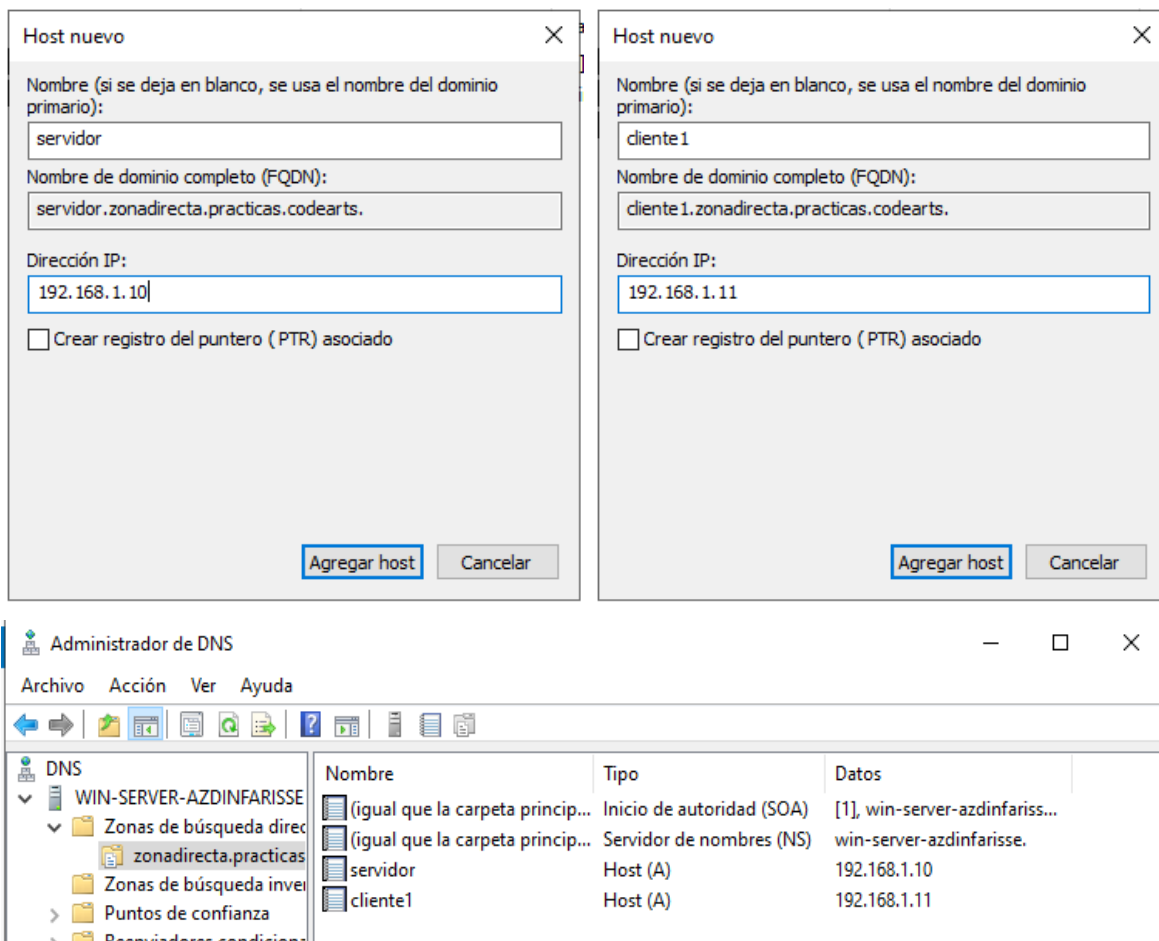 Host nuevo
Nombre (si se deja en blanco, se usa el nombre del dominio
primario):
servidor
Nombre de dominio completo (FQDN):
servidor.zonadirecta.practicas.codearts.
Dirección IP:
192.168.1.10
Crear registro del puntero (PTR) asociado
Agregar host Cancelar
Host nuevo
Nombre (si se deja en blanco, se usa el nombre del dominio
primario):
cliente1
Nombre de dominio completo (FQDN):
cliente1.zonadirecta.practicas.codearts.
Dirección IP:
192.168.1.11
Crear registro del puntero (PTR) asociado
Agregar host Cancelar
Administrador de DNS
Archivo Acción Ver Ayuda
DNS
WIN-SERVER-AZDINFARISSE
Zonas de búsqueda direc
zonadirecta.practicas
Zonas de búsqueda inver
Puntos de confianza
Nombre Tipo Datos
(igual que la carpeta princip... Inicio de autoridad (SOA) [1], win-server-azdinfariss...
(igual que la carpeta princip... Servidor de nombres (NS) win-server-azdinfarisse.
servidor Host (A) 192.168.1.10
cliente1 Host (A) 192.168.1.11